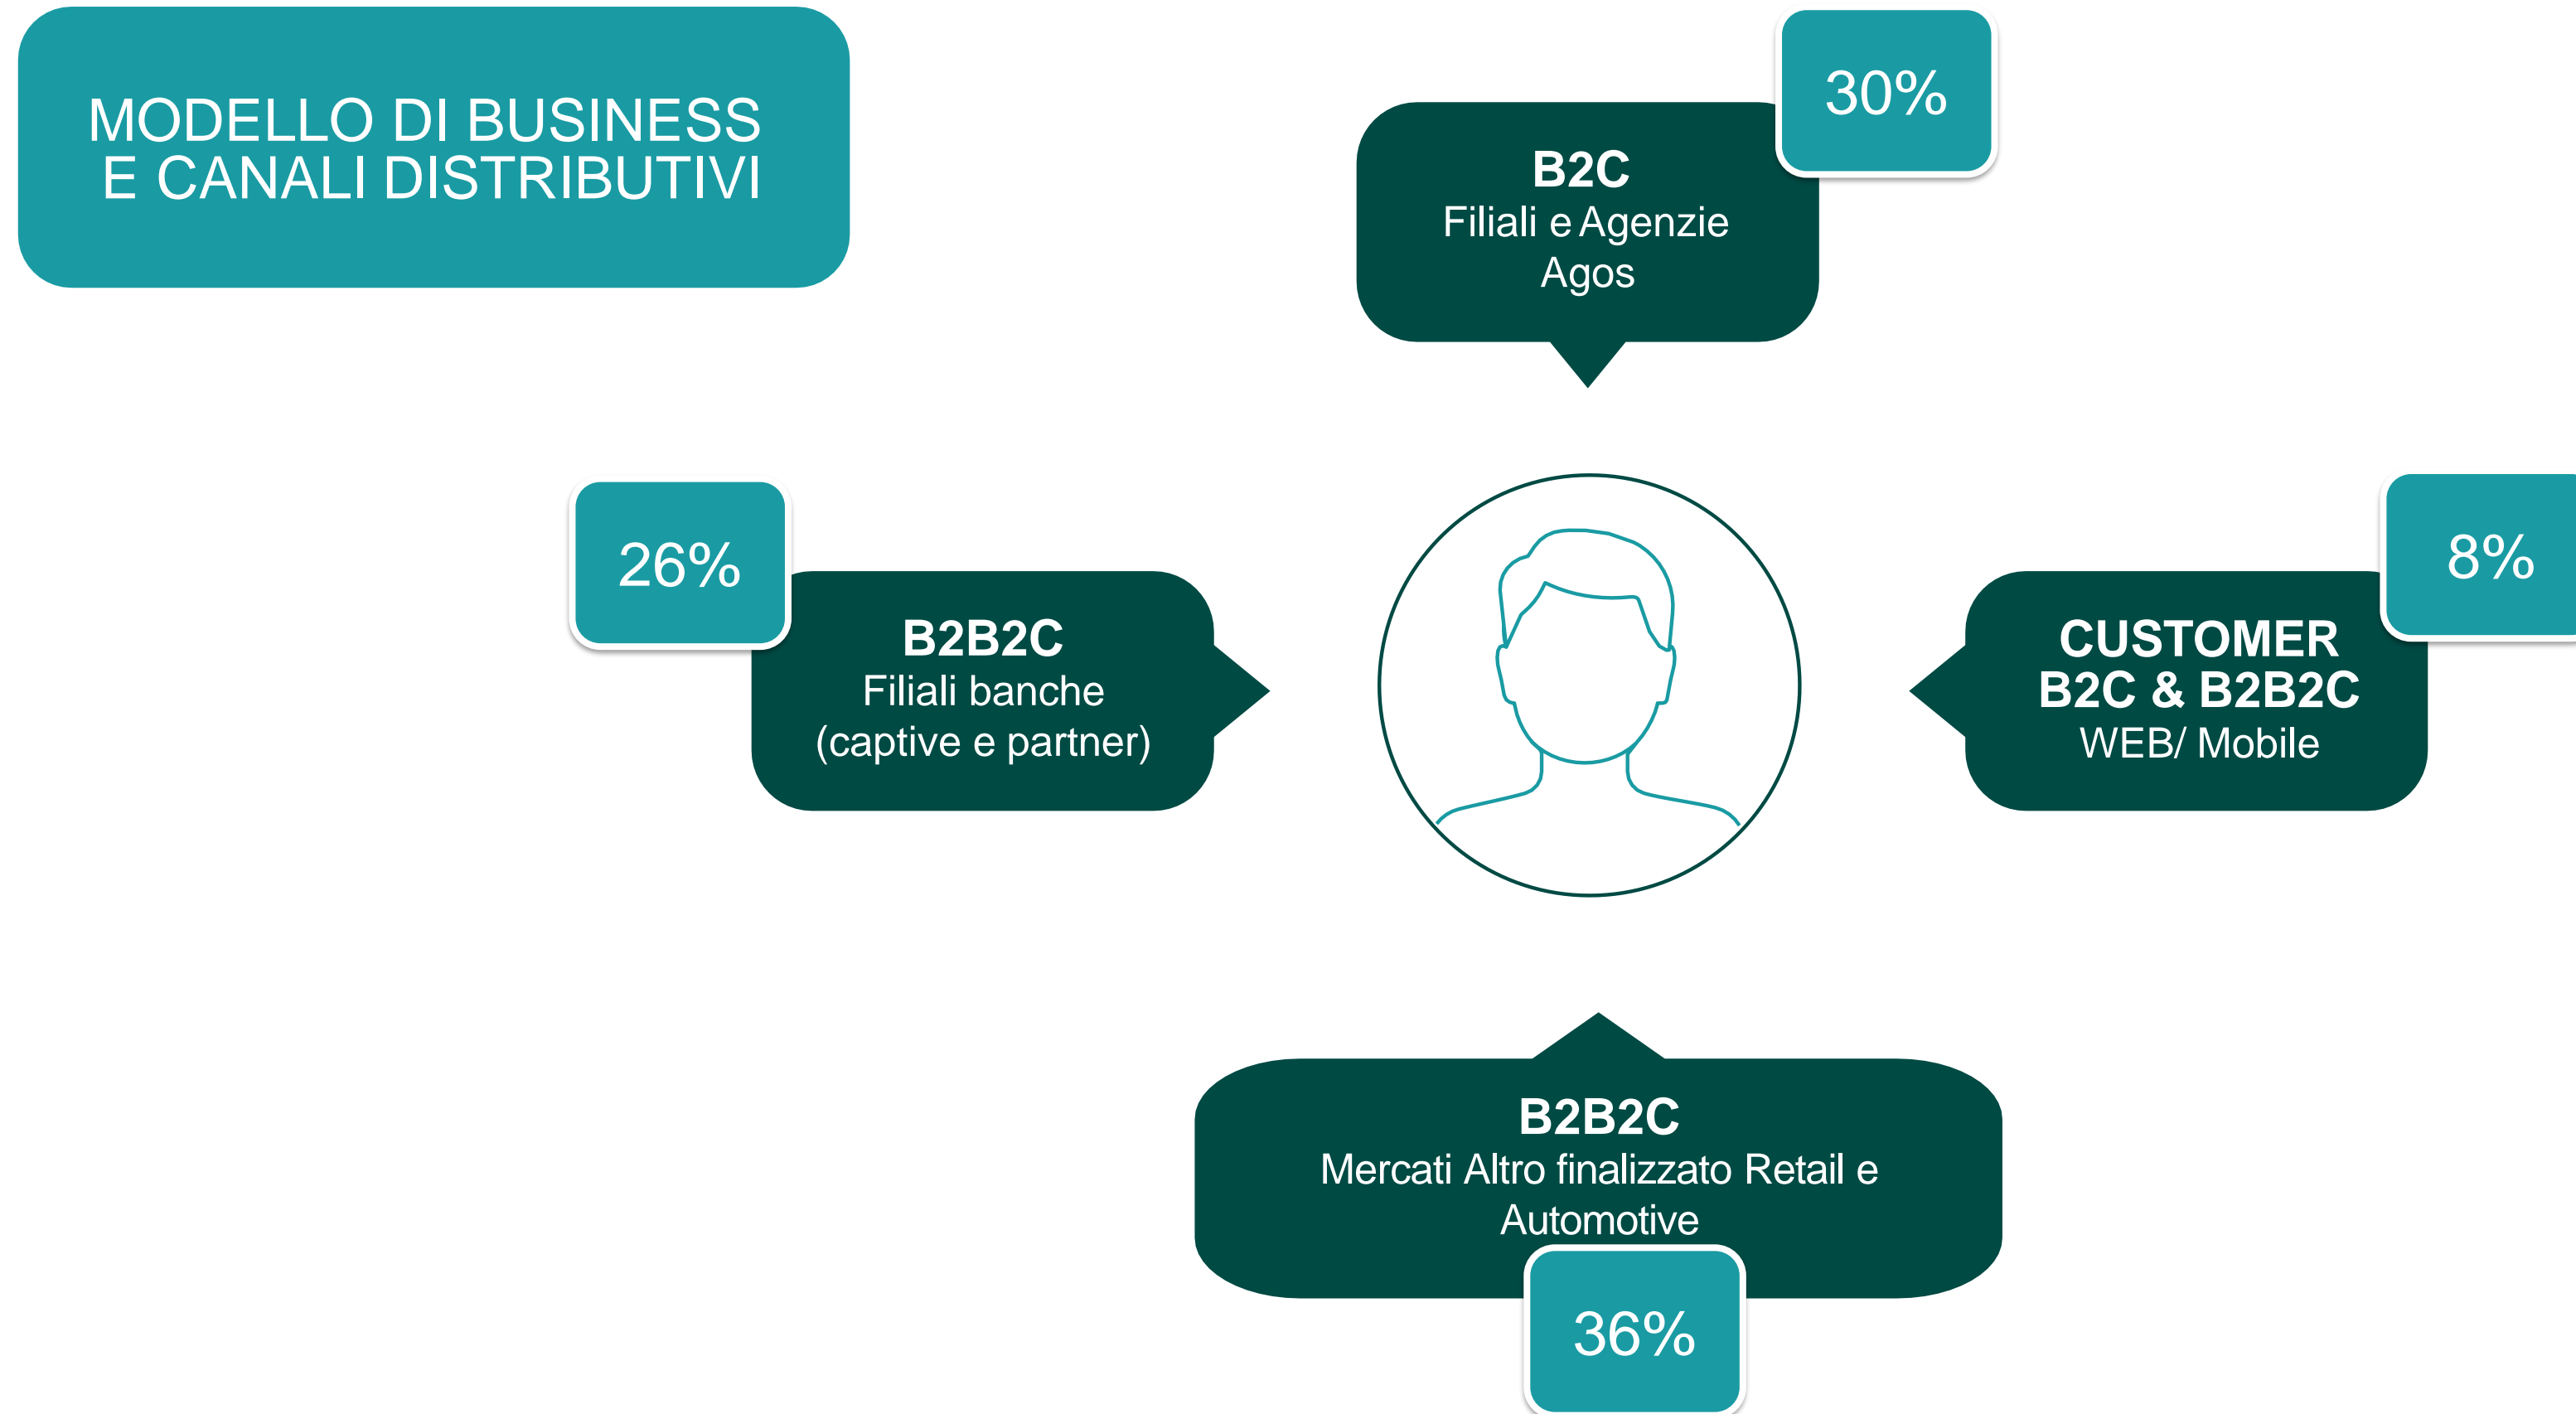 MODELLO DI BUSINESS
E CANALI DISTRIBUTIVI
30%
B2C
Filiali e Agenzie
Agos
26%
B2B2C
Filiali banche
(captive e partner)
8%
CUSTOMER
B2C & B2B2C
WEB/ Mobile
B2B2C
Mercati Altro finalizzato Retail e
Automotive
36%